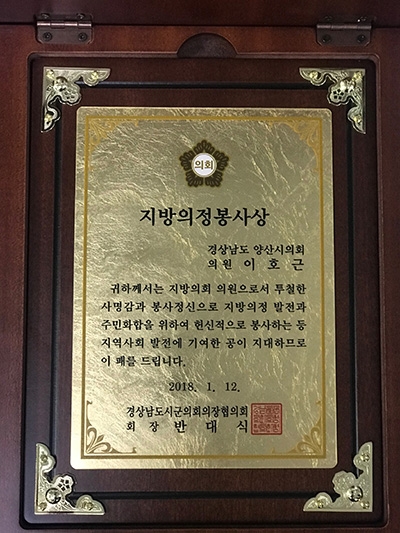 의회
지방의정봉사상
경상남도 양산시의회
의원 이호근
귀하께서는 지방의회 의원으로서 투철한
사명감과 봉사정신으로 지방의정 발전과
주민화합을 위하여 헌신적으로 봉사하는 등
지역사회 발전에 기여한 공이 지대하므로
이 패를 드립니다.
2018. 1. 12.
경상남도시군의회의장협의회
회장 반대식